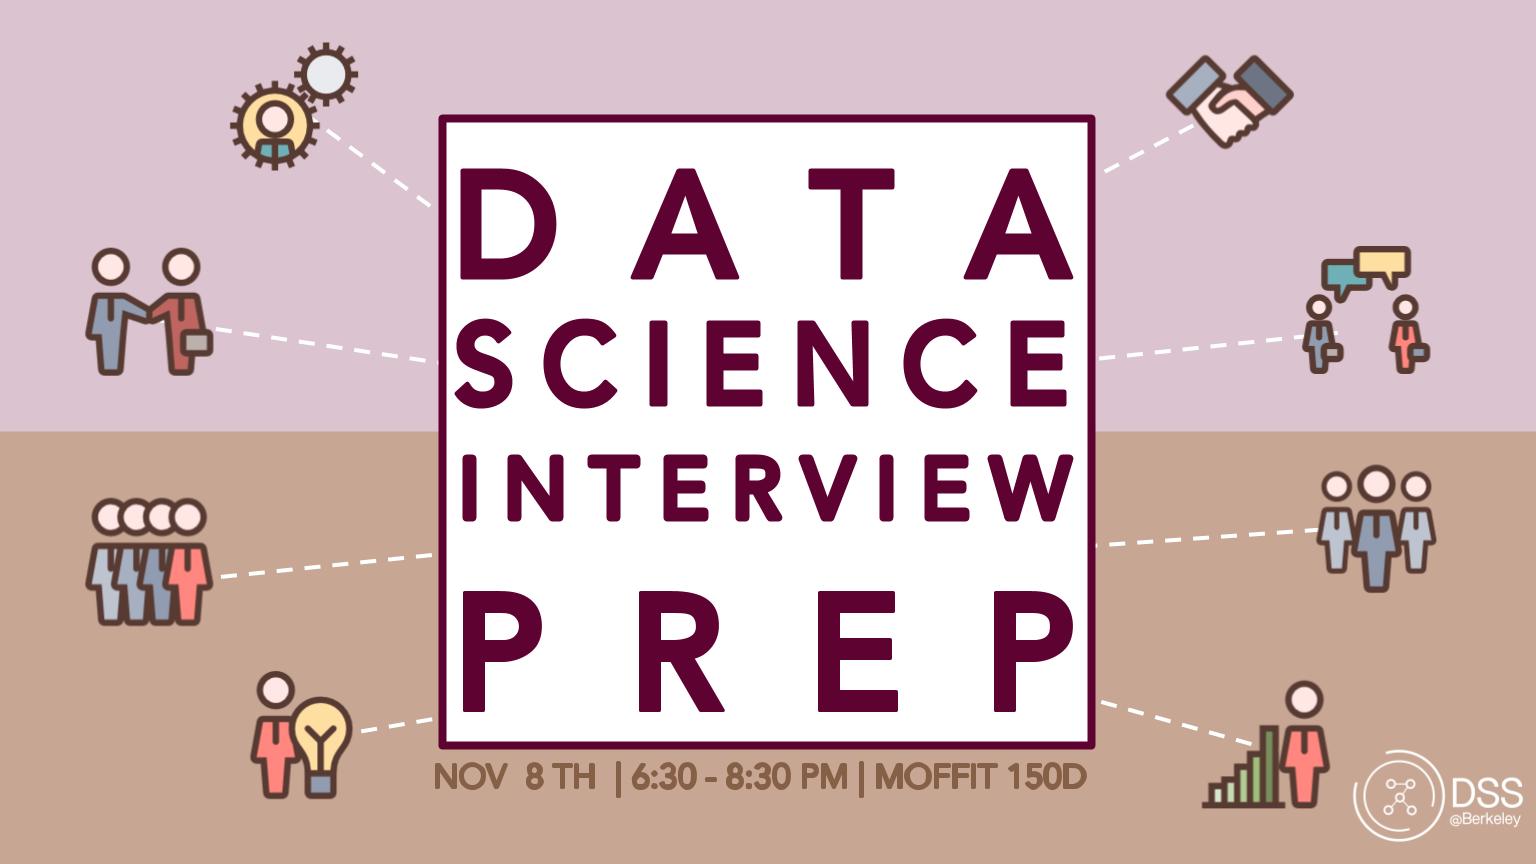 DATA
SCIENCE
INTERVIEW
PREP
NOV 8 TH | 6:30 - 8:30 PM | MOFFIT 150D
DSS
@Berkeley